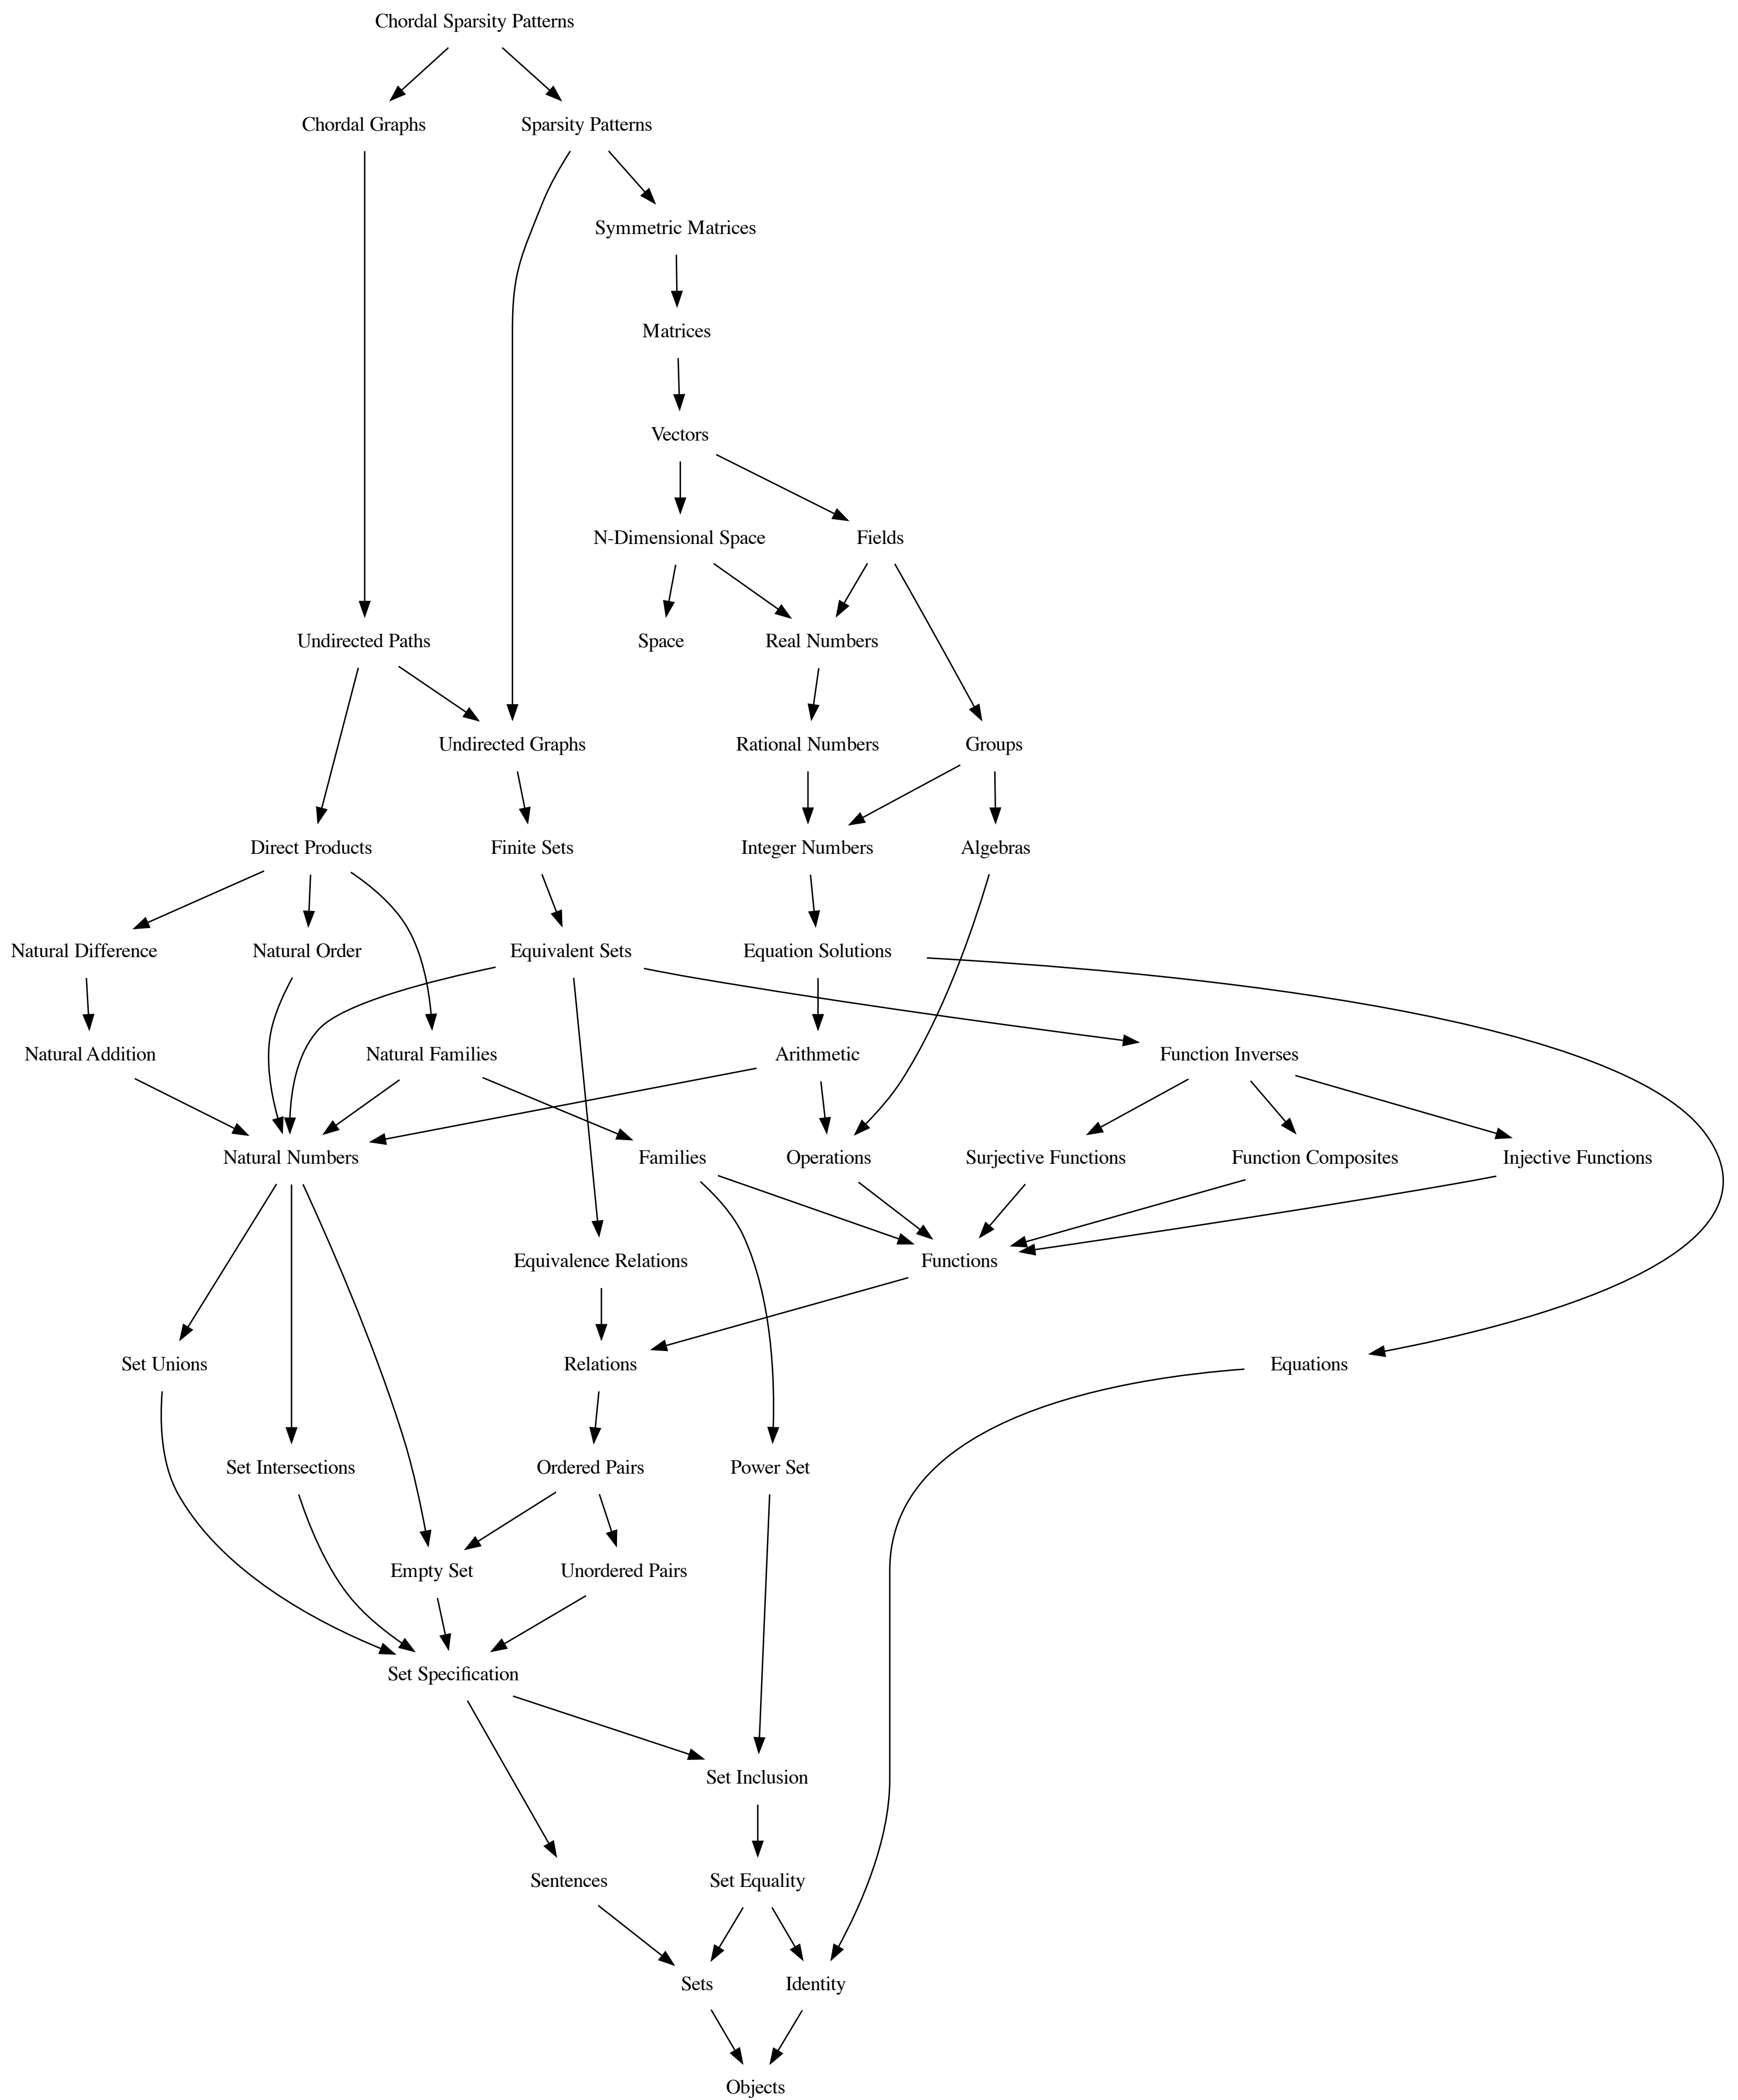 Chordal Sparsity Patterns
Chordal Graphs
Sparsity Patterns
Symmetric Matrices
Matrices
Vectors
N-Dimensional Space
Fields
Undirected Paths
Space
Real Numbers
Undirected Graphs
Rational Numbers
Groups
Direct Products
Finite Sets
Integer Numbers
Algebras
Natural Difference
Natural Order
Equivalent Sets
Equation Solutions
Natural Addition
Natural Families
Arithmetic
Function Inverses
Natural Numbers
Families
Operations
Surjective Functions
Function Composites
Injective Functions
Equivalence Relations
Functions
Set Unions
Relations
Equations
Set Intersections
Ordered Pairs
Power Set
Empty Set
Unordered Pairs
Set Specification
Set Inclusion
Sentences
Set Equality
Sets
Identity
Objects